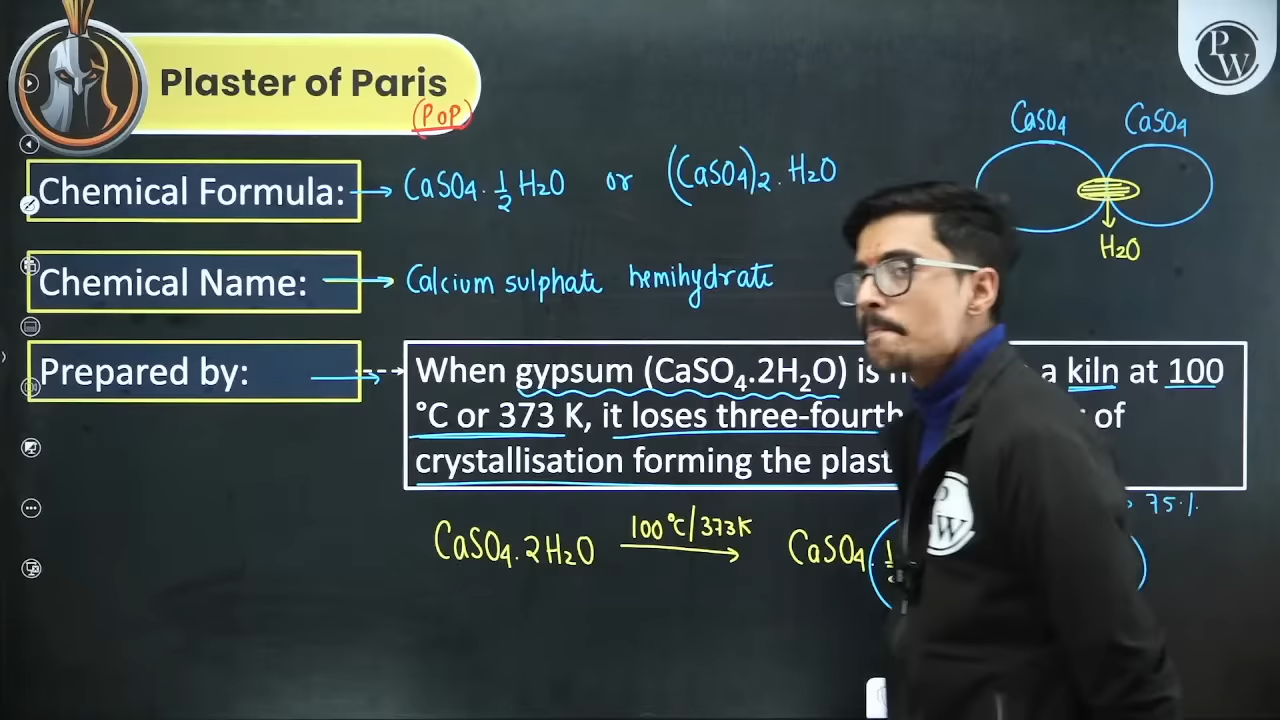 Plaster of Paris
(POP)
PW
CaSO4 CaSO4
Chemical Formula: → CaSO4.1/2 H2O or (CaSO4)2.H2O
H2O
Chemical Name: → Calcium sulphate hemihydrate
Prepared by: → When gypsum (CaSO₄.2H₂O) is a kiln at 100
°C or 373 K, it loses three-fourth of
crystallisation forming the plast
75%
CaSO4.2H2O 100°C/373K → CaSO4.
PW